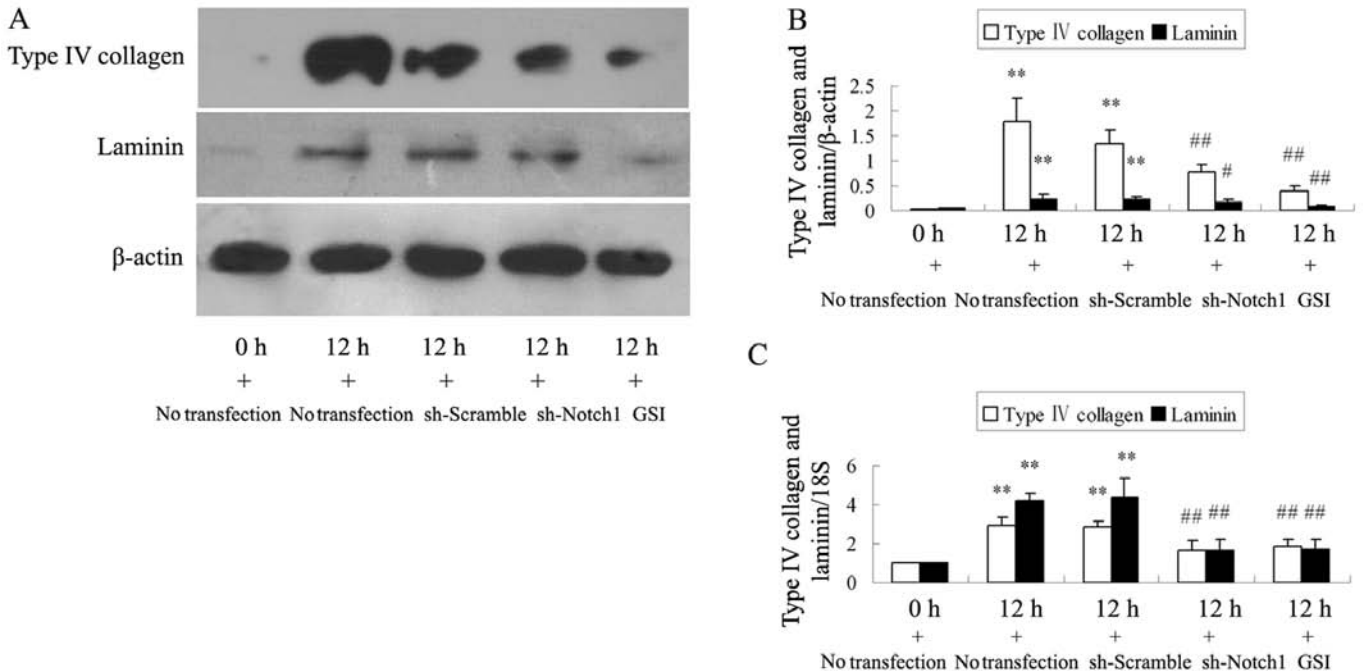 A
Type IV collagen
Laminin
β-actin
0 h 12 h 12 h 12 h 12 h
+ + + + +
No transfection No transfection sh-Scramble sh-Notch1 GSI
B
Type IV collagen Laminin
Type IV collagen and
laminin/β-actin
2.5
2
1.5
1
0.5
0
** ** ** ** ## # ## ##
0 h 12 h 12 h 12 h 12 h
+ + + + +
No transfection No transfection sh-Scramble sh-Notch1 GSI
C
Type IV collagen Laminin
Type IV collagen and
laminin/18S
6
4
2
0
** ** ** ** ## ## ## ##
0 h 12 h 12 h 12 h 12 h
+ + + + +
No transfection No transfection sh-Scramble sh-Notch1 GSI